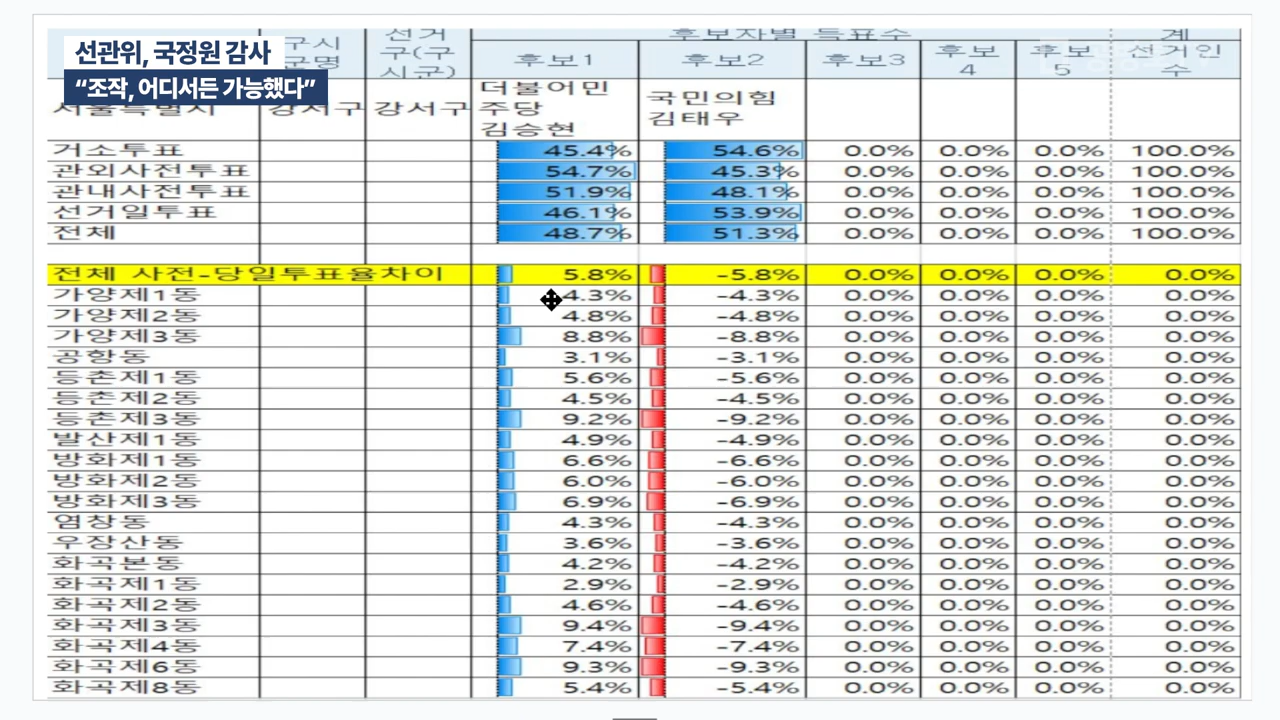 선관위, 국정원 감사
“조작, 어디서든 가능했다”
구시
군명
선거
구(구
시군)
후보자별 득표수
계
후보1 후보2 후보3 후보
4 후보
5 선거인
수
서울특별시 강서구 강서구 더불어민
주당
김승현 국민의힘
김태우
거소투표 45.4% 54.6% 0.0% 0.0% 0.0% 100.0%
관외사전투표 54.7% 45.3% 0.0% 0.0% 0.0% 100.0%
관내사전투표 51.9% 48.1% 0.0% 0.0% 0.0% 100.0%
선거일투표 46.1% 53.9% 0.0% 0.0% 0.0% 100.0%
전체 48.7% 51.3% 0.0% 0.0% 0.0% 100.0%
전체 사전-당일투표율차이 5.8% -5.8% 0.0% 0.0% 0.0% 0.0%
가양제1동 4.3% -4.3% 0.0% 0.0% 0.0% 0.0%
가양제2동 4.8% -4.8% 0.0% 0.0% 0.0% 0.0%
가양제3동 8.8% -8.8% 0.0% 0.0% 0.0% 0.0%
공항동 3.1% -3.1% 0.0% 0.0% 0.0% 0.0%
등촌제1동 5.6% -5.6% 0.0% 0.0% 0.0% 0.0%
등촌제2동 4.5% -4.5% 0.0% 0.0% 0.0% 0.0%
등촌제3동 9.2% -9.2% 0.0% 0.0% 0.0% 0.0%
발산제1동 4.9% -4.9% 0.0% 0.0% 0.0% 0.0%
방화제1동 6.6% -6.6% 0.0% 0.0% 0.0% 0.0%
방화제2동 6.0% -6.0% 0.0% 0.0% 0.0% 0.0%
방화제3동 6.9% -6.9% 0.0% 0.0% 0.0% 0.0%
염창동 4.3% -4.3% 0.0% 0.0% 0.0% 0.0%
우장산동 3.6% -3.6% 0.0% 0.0% 0.0% 0.0%
화곡본동 4.2% -4.2% 0.0% 0.0% 0.0% 0.0%
화곡제1동 2.9% -2.9% 0.0% 0.0% 0.0% 0.0%
화곡제2동 4.6% -4.6% 0.0% 0.0% 0.0% 0.0%
화곡제3동 9.4% -9.4% 0.0% 0.0% 0.0% 0.0%
화곡제4동 7.4% -7.4% 0.0% 0.0% 0.0% 0.0%
화곡제6동 9.3% -9.3% 0.0% 0.0% 0.0% 0.0%
화곡제8동 5.4% -5.4% 0.0% 0.0% 0.0% 0.0%